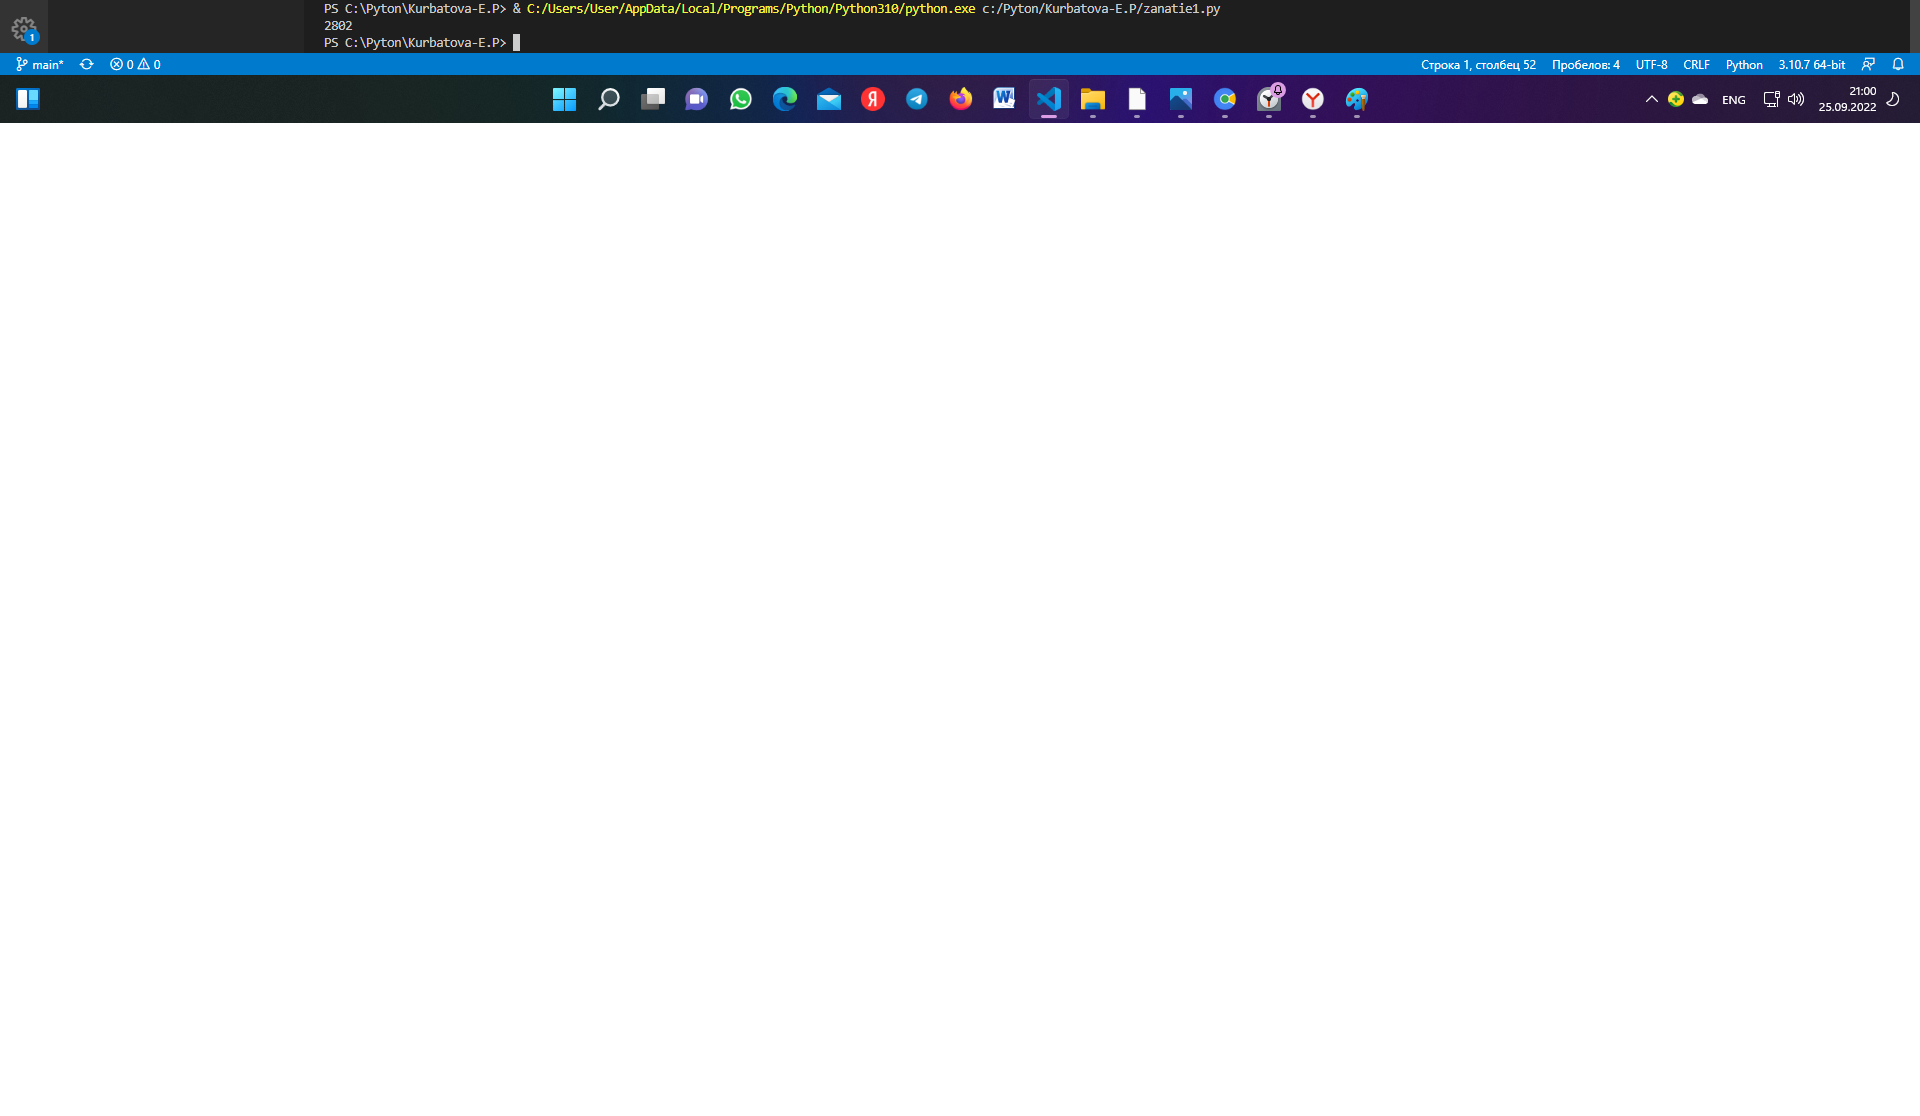 PS C:\Pyton\Kurbatova-E.P> & C:/Users/User/AppData/Local/Programs/Python/Python310/python.exe c:/Pyton/Kurbatova-E.P/zanatie1.py
2802
PS C:\Pyton\Kurbatova-E.P>
1
main* 0 0 Строка 1, столбец 52 Пробелов: 4 UTF-8 CRLF Python 3.10.7 64-bit
ENG 21:00
25.09.2022